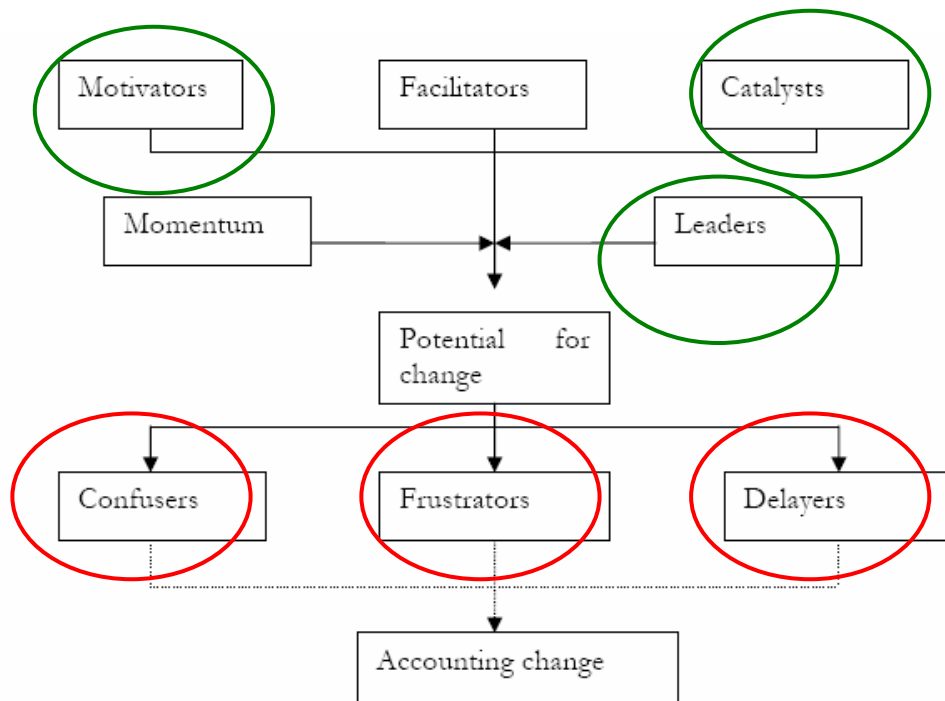 Motivators
Facilitators
Catalysts
Momentum
Leaders
Potential for
change
Confusers
Frustrators
Delayers
Accounting change